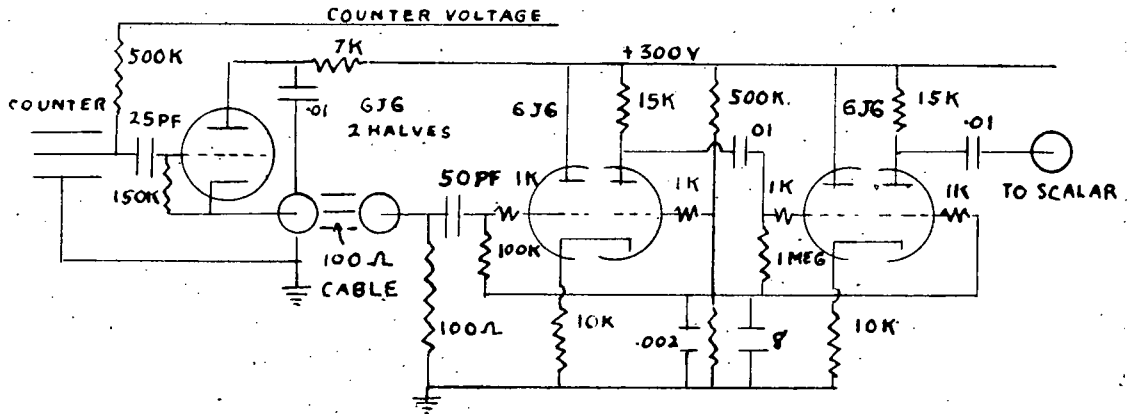 COUNTER VOLTAGE
500K
7K
+300V
COUNTER
25PF
.01
6J6
2 HALVES
6J6
15K
500K
6J6
15K
.01
.01
150K
50PF
1K
1K
1K
1K
TO SCALAR
100Ω
CABLE
100K
1MEG
100Ω
10K
.002
8
10K